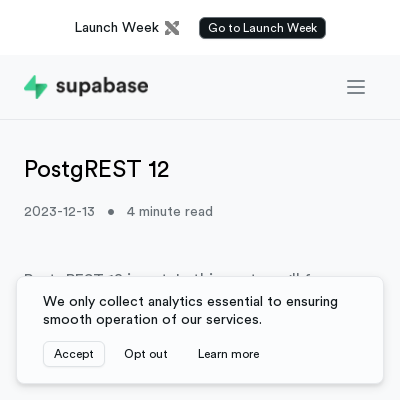 Launch Week X
Go to Launch Week
supabase
PostgREST 12
2023-12-13 • 4 minute read
We only collect analytics essential to ensuring
smooth operation of our services.
Accept Opt out Learn more